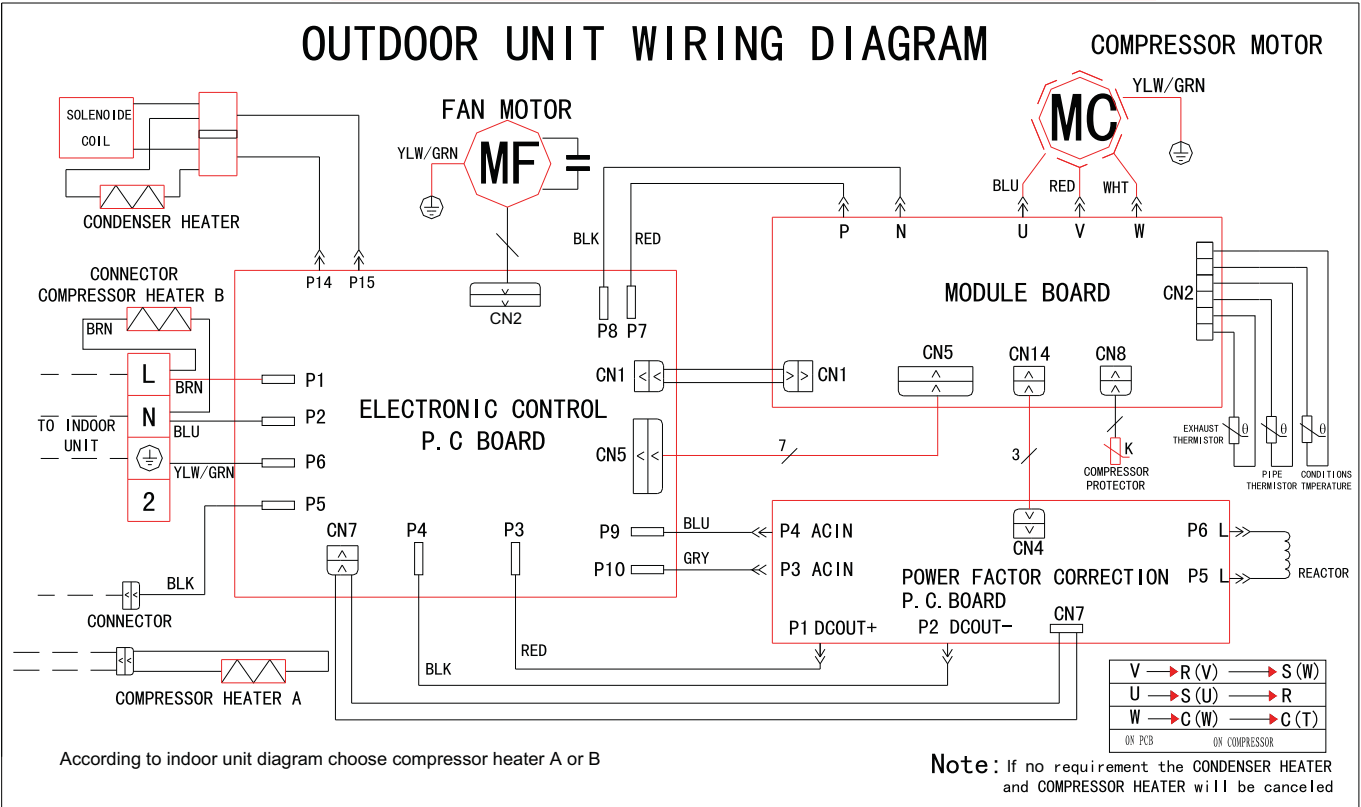 OUTDOOR UNIT WIRING DIAGRAM
COMPRESSOR MOTOR
SOLENOIDE
COIL
CONDENSER HEATER
FAN MOTOR
YLW/GRN
MF
MC
YLW/GRN
BLU
RED
WHT
BLK
RED
P
N
U
V
W
P14
P15
CN2
P8
P7
MODULE BOARD
CN2
CN5
CN14
CN8
CN1
CN1
CONNECTOR
COMPRESSOR HEATER B
BRN
L
BRN
P1
N
BLU
P2
TO INDOOR
UNIT
YLW/GRN
P6
2
P5
ELECTRONIC CONTROL
P.C BOARD
CN5
7
3
K
COMPRESSOR
PROTECTOR
EXHAUST
THERMISTOR
θ
θ
θ
PIPE
THERMISTOR
CONDITIONS
TMPERATURE
CN7
P4
P3
P9
BLU
P4 ACIN
P10
GRY
P3 ACIN
CN4
P6 L
P5 L
REACTOR
POWER FACTOR CORRECTION
P.C.BOARD
P1 DCOUT+
P2 DCOUT-
CN7
BLK
CONNECTOR
COMPRESSOR HEATER A
BLK
RED
V R(V) S(W)
U S(U) R
W C(W) C(T)
ON PCB ON COMPRESSOR
According to indoor unit diagram choose compressor heater A or B
Note: If no requirement the CONDENSER HEATER
and COMPRESSOR HEATER will be canceled